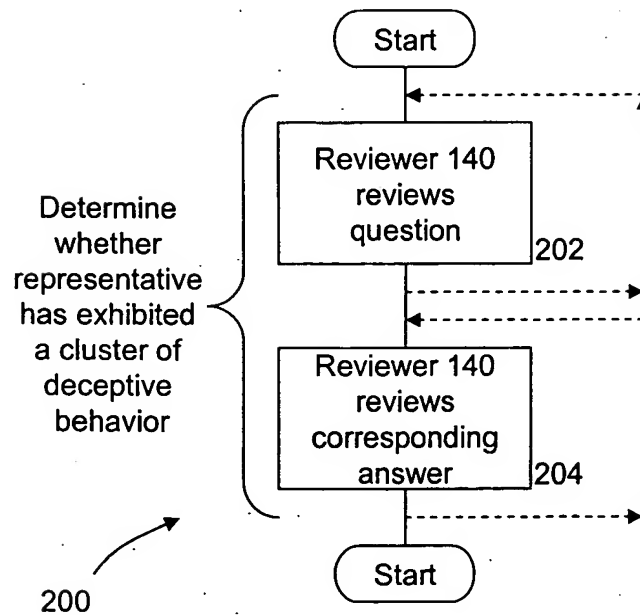 Start
Reviewer 140
reviews
question
202
Determine
whether
representative
has exhibited
a cluster of
deceptive
behavior
Reviewer 140
reviews
corresponding
answer
204
Start
200